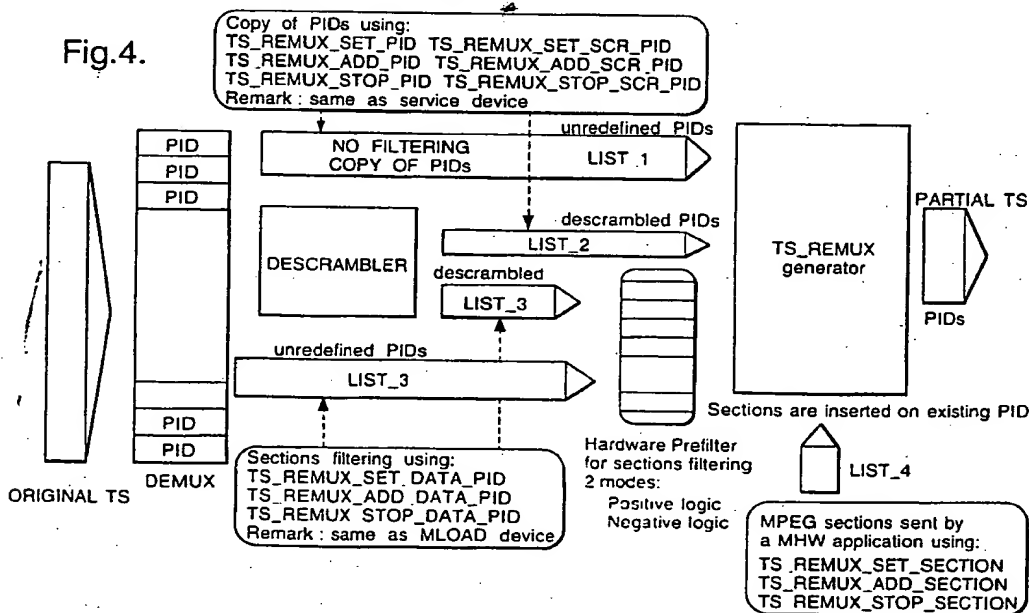 Fig.4.
Copy of PIDs using:
TS_REMUX_SET_PID TS_REMUX_SET_SCR_PID
TS_REMUX_ADD_PID TS_REMUX_ADD_SCR_PID
TS_REMUX_STOP_PID TS_REMUX_STOP_SCR_PID
Remark : same as service device
PID
PID
PID
unredefined PIDs
NO FILTERING
COPY OF PIDs
LIST_1
DESCRAMBLER
descrambled PIDs
LIST_2
descrambled
LIST_3
unredefined PIDs
LIST_3
TS_REMUX
generator
PARTIAL TS
PIDs
PID
PID
ORIGINAL TS
DEMUX
Sections filtering using:
TS_REMUX_SET_DATA_PID
TS_REMUX_ADD_DATA_PID
TS_REMUX STOP_DATA_PID
Remark : same as MLOAD device
Hardware Prefilter
for sections filtering
2 modes:
Positive logic
Negative logic
Sections are inserted on existing PID
LIST_4
MPEG sections sent by
a MHW application using:
TS_REMUX_SET_SECTION
TS_REMUX_ADD_SECTION
TS_REMUX_STOP_SECTION